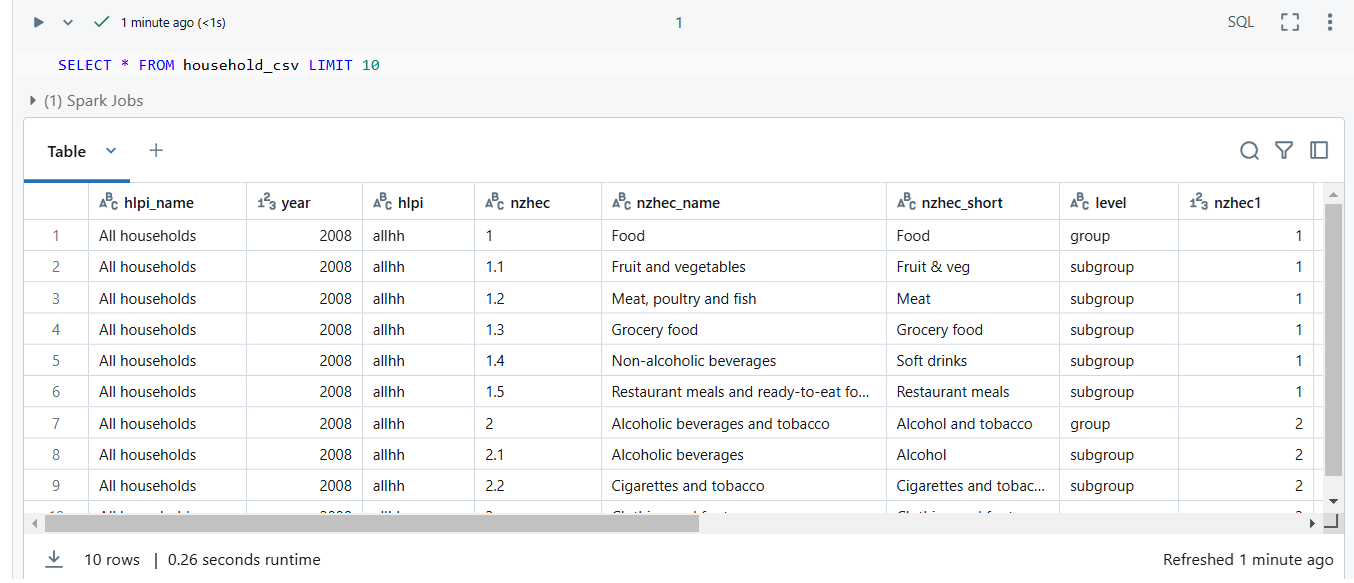 1 minute ago (<1s) 1 SQL
SELECT * FROM household_csv LIMIT 10
(1) Spark Jobs
Table
hlpi_name year hlpi nzhec nzhec_name nzhec_short level nzhec1
1 All households 2008 allhh 1 Food Food group 1
2 All households 2008 allhh 1.1 Fruit and vegetables Fruit & veg subgroup 1
3 All households 2008 allhh 1.2 Meat, poultry and fish Meat subgroup 1
4 All households 2008 allhh 1.3 Grocery food Grocery food subgroup 1
5 All households 2008 allhh 1.4 Non-alcoholic beverages Soft drinks subgroup 1
6 All households 2008 allhh 1.5 Restaurant meals and ready-to-eat fo... Restaurant meals subgroup 1
7 All households 2008 allhh 2 Alcoholic beverages and tobacco Alcohol and tobacco group 2
8 All households 2008 allhh 2.1 Alcoholic beverages Alcohol subgroup 2
9 All households 2008 allhh 2.2 Cigarettes and tobacco Cigarettes and tobac... subgroup 2
10 rows | 0.26 seconds runtime Refreshed 1 minute ago